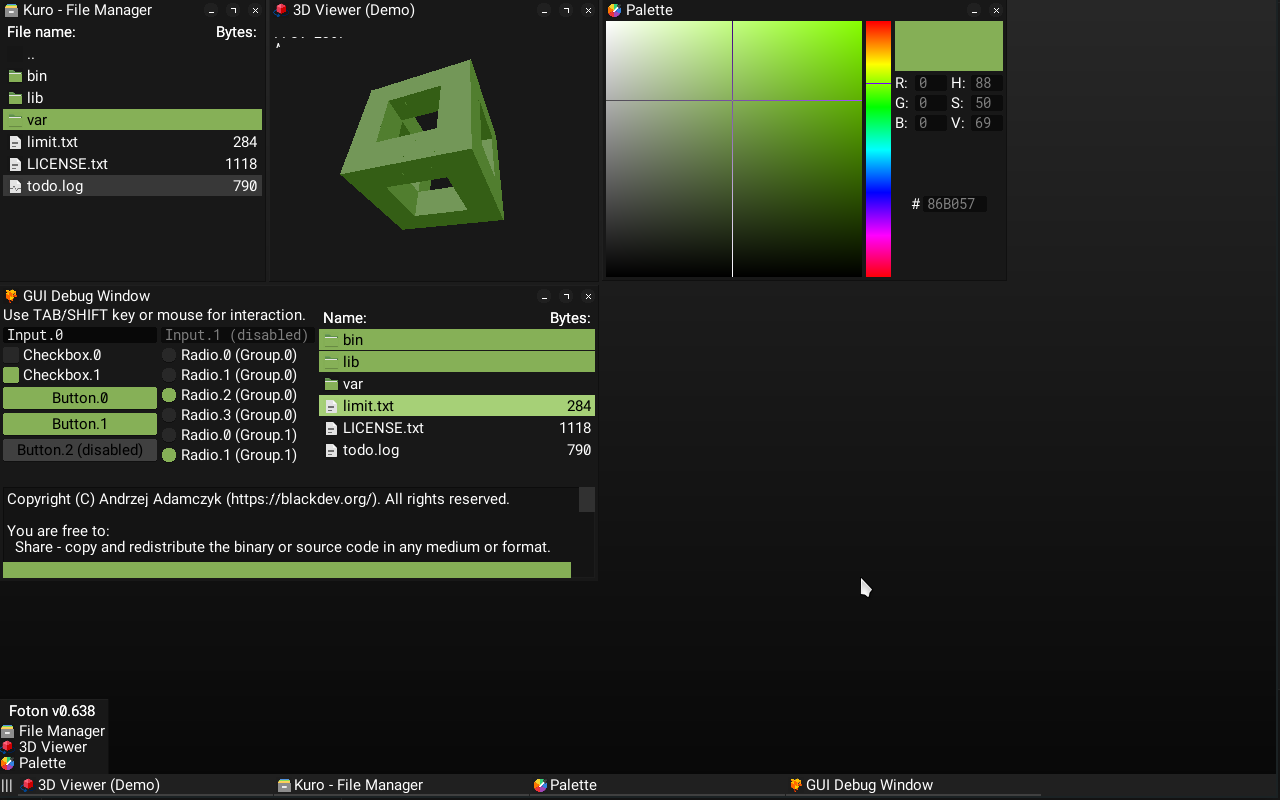 Kuro - File Manager
File name: Bytes:
..
bin
lib
var
limit.txt 284
LICENSE.txt 1118
todo.log 790
3D Viewer (Demo)
Palette
R: 0 H: 88
G: 0 S: 50
B: 0 V: 69
# 86B057
GUI Debug Window
Use TAB/SHIFT key or mouse for interaction.
Input.0 Input.1 (disabled)
Checkbox.0 Radio.0 (Group.0)
Checkbox.1 Radio.1 (Group.0)
Button.0 Radio.2 (Group.0)
Button.1 Radio.3 (Group.0)
Radio.0 (Group.1)
Button.2 (disabled) Radio.1 (Group.1)
Name: Bytes:
bin
lib
var
limit.txt 284
LICENSE.txt 1118
todo.log 790
Copyright (C) Andrzej Adamczyk (https://blackdev.org/). All rights reserved.
You are free to:
Share - copy and redistribute the binary or source code in any medium or format.
Foton v0.638
File Manager
3D Viewer
Palette
3D Viewer (Demo) Kuro - File Manager Palette GUI Debug Window